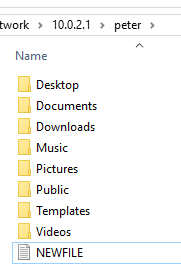 twork > 10.0.2.1 > peter >
Name
Desktop
Documents
Downloads
Music
Pictures
Public
Templates
Videos
NEWFILE